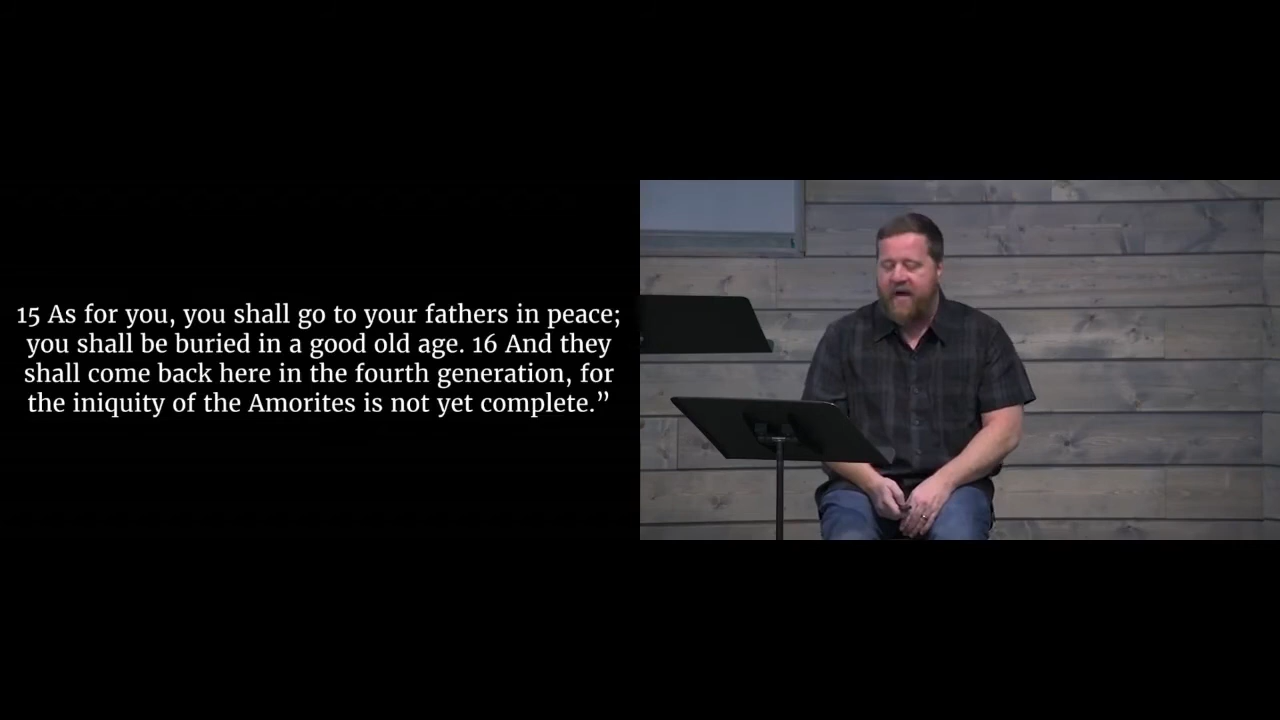 15 As for you, you shall go to your fathers in peace;
you shall be buried in a good old age. 16 And they
shall come back here in the fourth generation, for
the iniquity of the Amorites is not yet complete.”